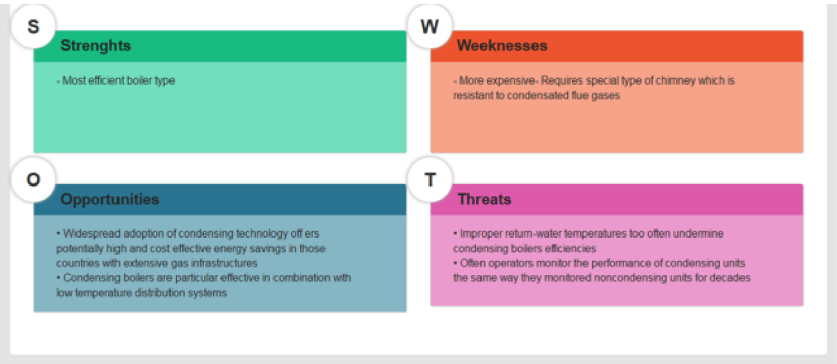 S
Strenghts
- Most efficient boiler type
W
Weeknesses
- More expensive- Requires special type of chimney which is
resistant to condensated flue gases
O
Opportunities
• Widespread adoption of condensing technology off ers
potentially high and cost effective energy savings in those
countries with extensive gas infrastructures
• Condensing boilers are particular effective in combination with
low temperature distribution systems
T
Threats
• Improper return-water temperatures too often undermine
condensing boilers efficiencies
• Often operators monitor the performance of condensing units
the same way they monitored noncondensing units for decades